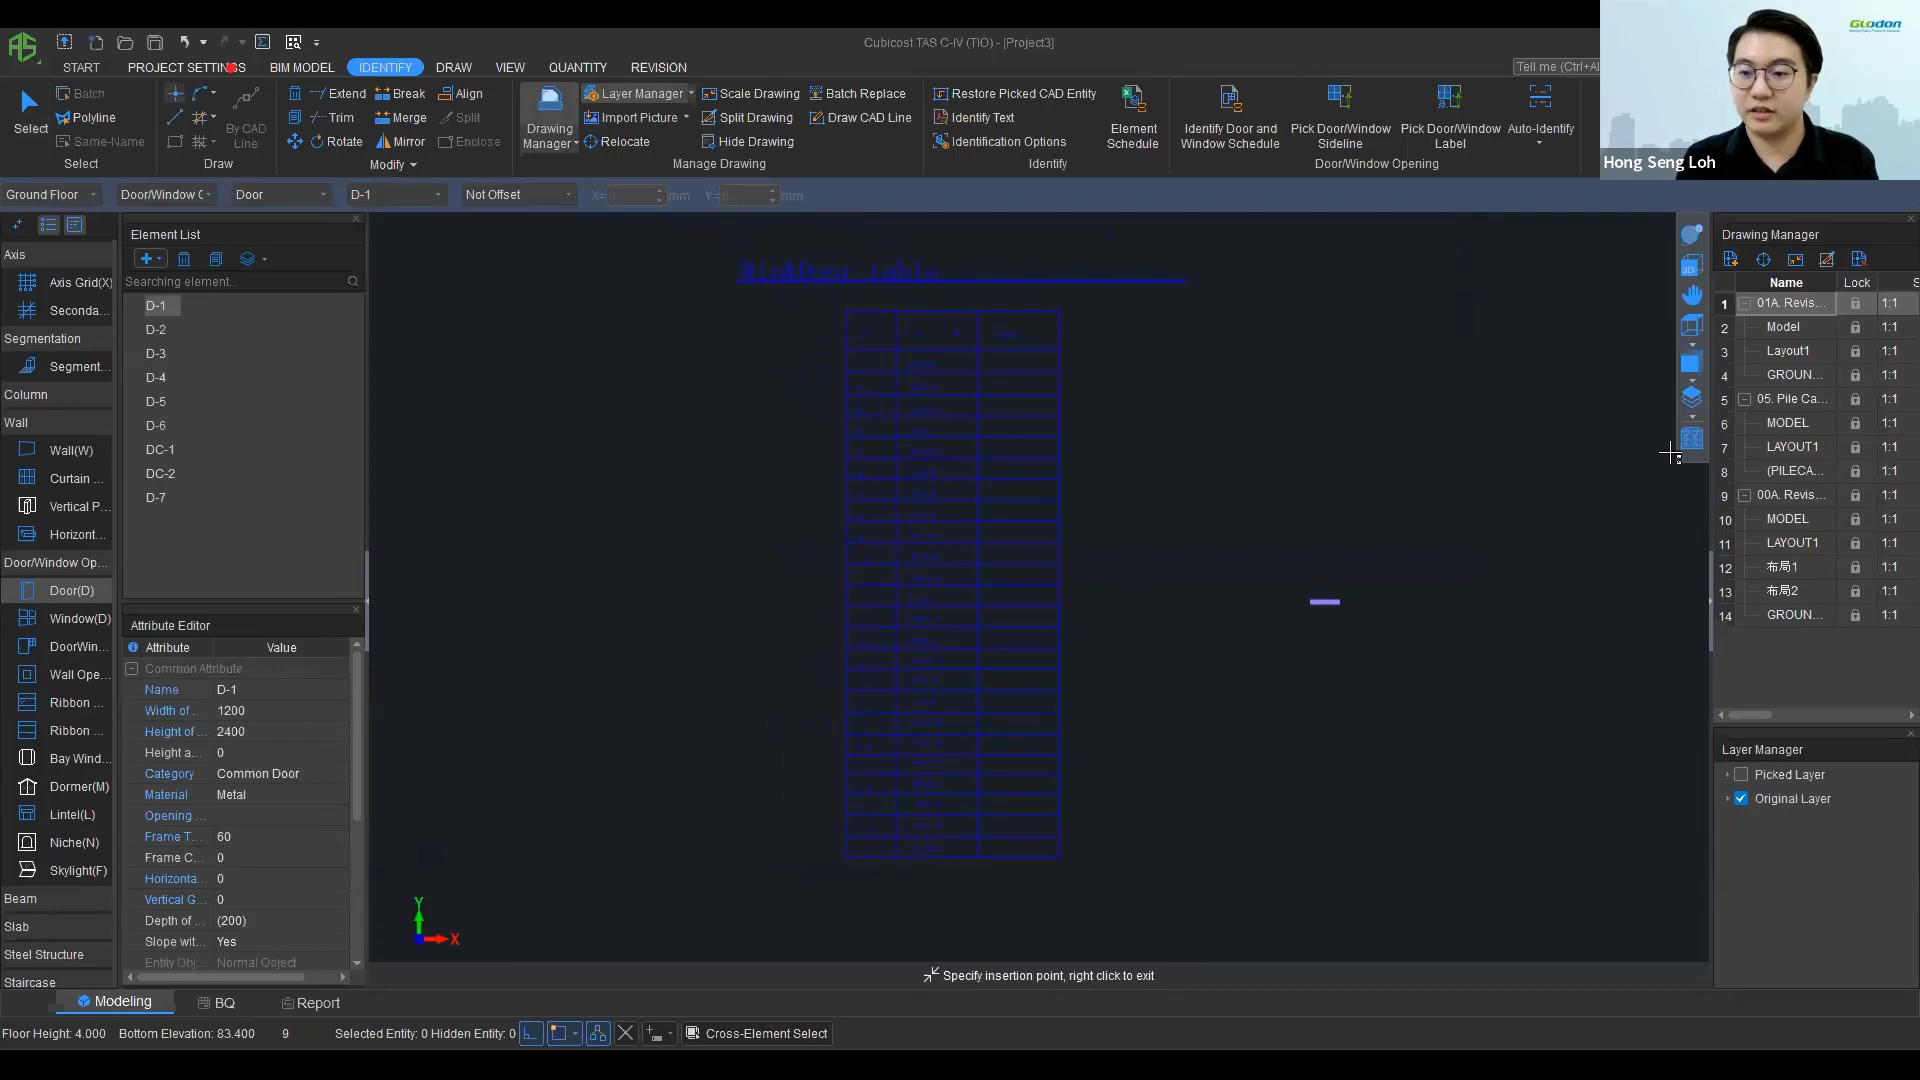 Cubicost TAS C-IV (TIO) - [Project3]
Glodon
START
PROJECT SETTINGS
BIM MODEL
IDENTIFY
DRAW
VIEW
QUANTITY
REVISION
Tell me (Ctrl+Al
Select
Batch
Polyline
Same-Name
Select
By CAD Line
Draw
Extend
Break
Align
Trim
Merge
Split
Rotate
Mirror
Enclose
Modify
Drawing Manager
Layer Manager
Import Picture
Relocate
Scale Drawing
Split Drawing
Hide Drawing
Batch Replace
Draw CAD Line
Manage Drawing
Restore Picked CAD Entity
Identify Text
Identification Options
Element Schedule
Identify
Identify Door and Window Schedule
Pick Door/Window Sideline
Pick Door/Window Label
Auto-Identify
Door/Window Opening
Hong Seng Loh
Ground Floor
Door/Window C
Door
D-1
Not Offset
X= 0 mm
Y= 0 mm
Axis
Axis Grid(X)
Seconda...
Segmentation
Segment...
Column
Wall
Wall(W)
Curtain ...
Vertical P...
Horizont...
Door/Window Op...
Door(D)
Window(D)
DoorWin...
Wall Ope...
Ribbon ...
Ribbon ...
Bay Wind...
Dormer(M)
Lintel(L)
Niche(N)
Skylight(F)
Beam
Slab
Steel Structure
Staircase
Element List
Searching element...
D-1
D-2
D-3
D-4
D-5
D-6
DC-1
DC-2
D-7
Attribute Editor
Attribute Value
Common Attribute
Name D-1
Width of ... 1200
Height of ... 2400
Height a... 0
Category Common Door
Material Metal
Opening ...
Frame T... 60
Frame C... 0
Horizonta... 0
Vertical G... 0
Depth of ... (200)
Slope wit... Yes
Entity Obj... Normal Object
Win&Door table
Y
X
Specify insertion point, right click to exit
3D
Drawing Manager
Name Lock S
1 01A. Revis... 1:1
2 Model 1:1
3 Layout1 1:1
4 GROUN... 1:1
5 05. Pile Ca... 1:1
6 MODEL 1:1
7 LAYOUT1 1:1
8 (PILECA... 1:1
9 00A. Revis... 1:1
10 MODEL 1:1
11 LAYOUT1 1:1
12 布局1 1:1
13 布局2 1:1
14 GROUN... 1:1
Layer Manager
Picked Layer
Original Layer
Modeling
BQ
Report
Floor Height: 4.000 Bottom Elevation: 83.400 9 Selected Entity: 0 Hidden Entity: 0 Cross-Element Select